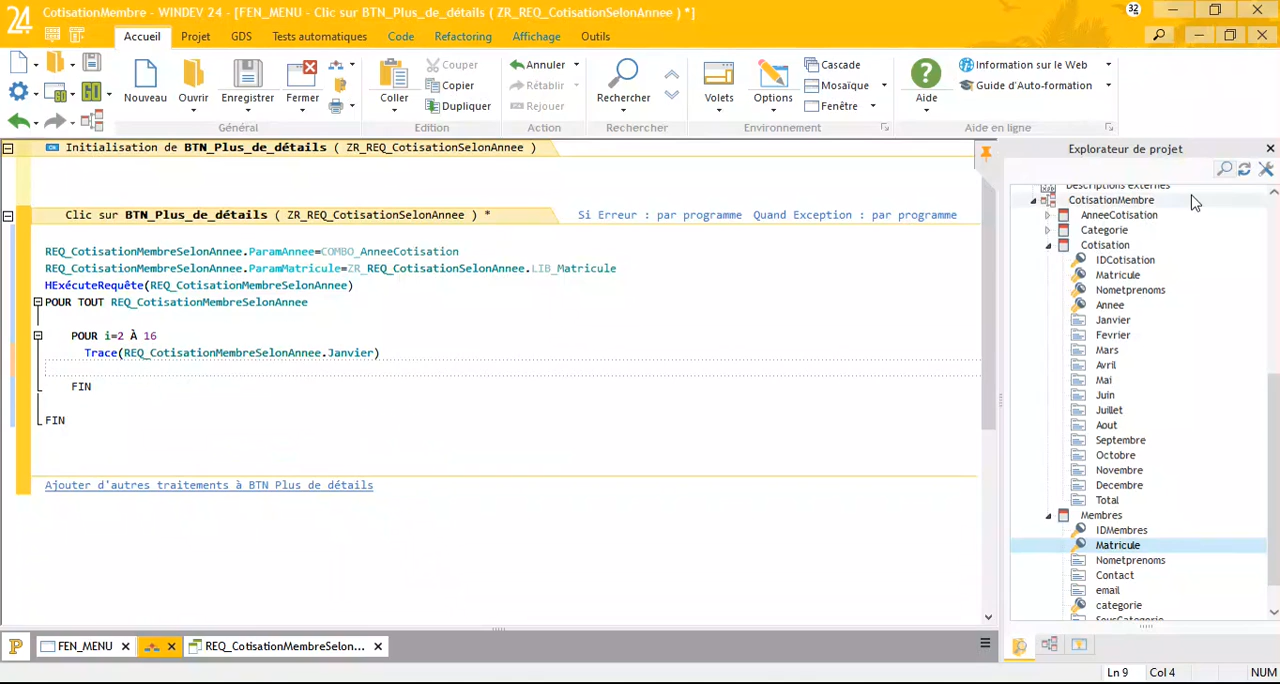 24
CotisationMembre - WINDEV 24 - [FEN_MENU - Clic sur BTN_Plus_de_détails ( ZR_REQ_CotisationSelonAnnee ) *]
32
Accueil Projet GDS Tests automatiques Code Refactoring Affichage Outils
Nouveau
Ouvrir
Enregistrer
Fermer
Général
Coller
Couper
Copier
Dupliquer
Edition
Annuler
Rétablir
Rejouer
Action
Rechercher
Rechercher
Volets
Options
Cascade
Mosaïque
Fenêtre
Environnement
Aide
Information sur le Web
Guide d'Auto-formation
Aide en ligne
Initialisation de BTN_Plus_de_détails ( ZR_REQ_CotisationSelonAnnee )
Clic sur BTN_Plus_de_détails ( ZR_REQ_CotisationSelonAnnee ) * Si Erreur : par programme Quand Exception : par programme
REQ_CotisationMembreSelonAnnee.ParamAnnee=COMBO_AnneeCotisation
REQ_CotisationMembreSelonAnnee.ParamMatricule=ZR_REQ_CotisationSelonAnnee.LIB_Matricule
HExécuteRequête(REQ_CotisationMembreSelonAnnee)
POUR TOUT REQ_CotisationMembreSelonAnnee
POUR i=2 À 16
Trace(REQ_CotisationMembreSelonAnnee.Janvier)
FIN
FIN
Ajouter d'autres traitements à BTN_Plus_de_détails
Explorateur de projet
Descriptions externes
CotisationMembre
AnneeCotisation
Categorie
Cotisation
IDCotisation
Matricule
Nometprenoms
Annee
Janvier
Fevrier
Mars
Avril
Mai
Juin
Juillet
Aout
Septembre
Octobre
Novembre
Decembre
Total
Membres
IDMembres
Matricule
Nometprenoms
Contact
email
categorie
SousCategorie
P FEN_MENU REQ_CotisationMembreSelon...
Ln 9 Col 4 NUM